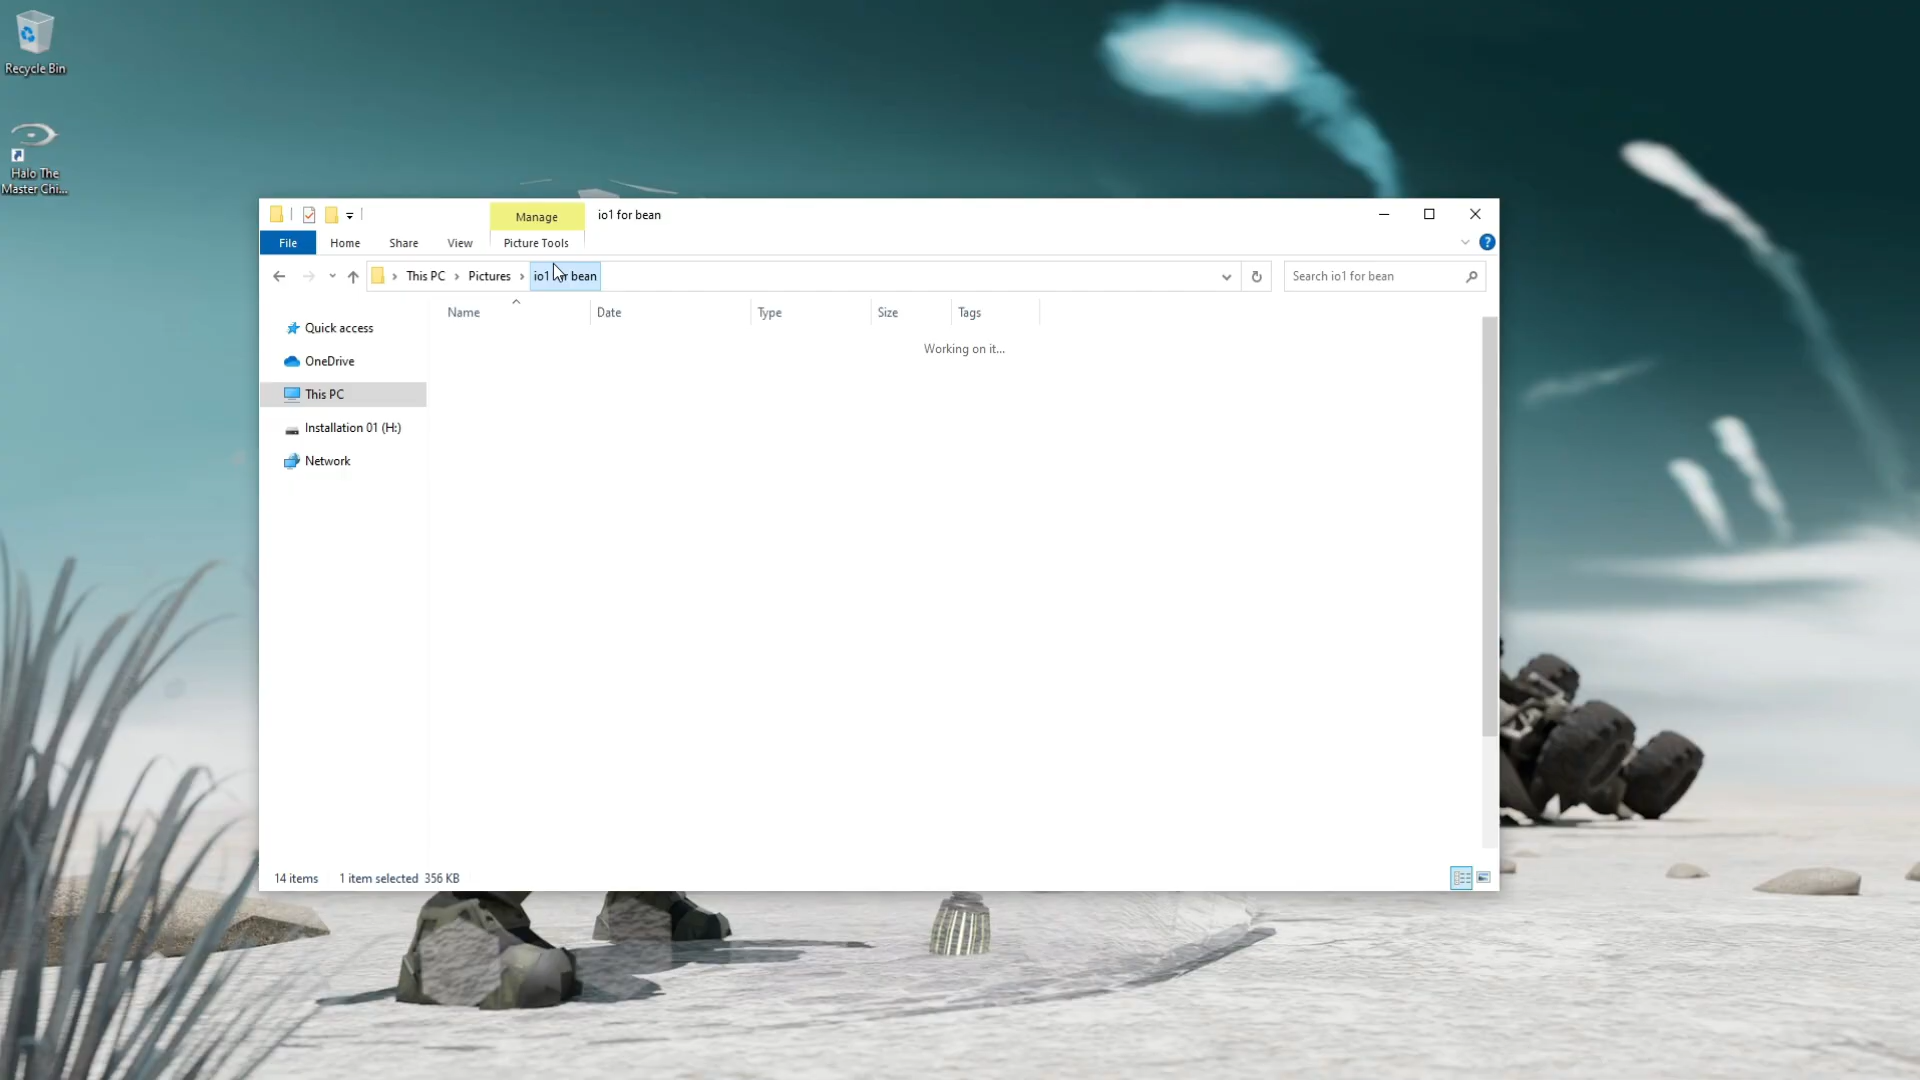 Recycle Bin
Halo The
Master Chi...
Manage
io1 for bean
File
Home
Share
View
Picture Tools
This PC
Pictures
io1 for bean
Search io1 for bean
Name
Date
Type
Size
Tags
Working on it...
Quick access
OneDrive
This PC
Installation 01 (H:)
Network
14 items
1 item selected 356 KB